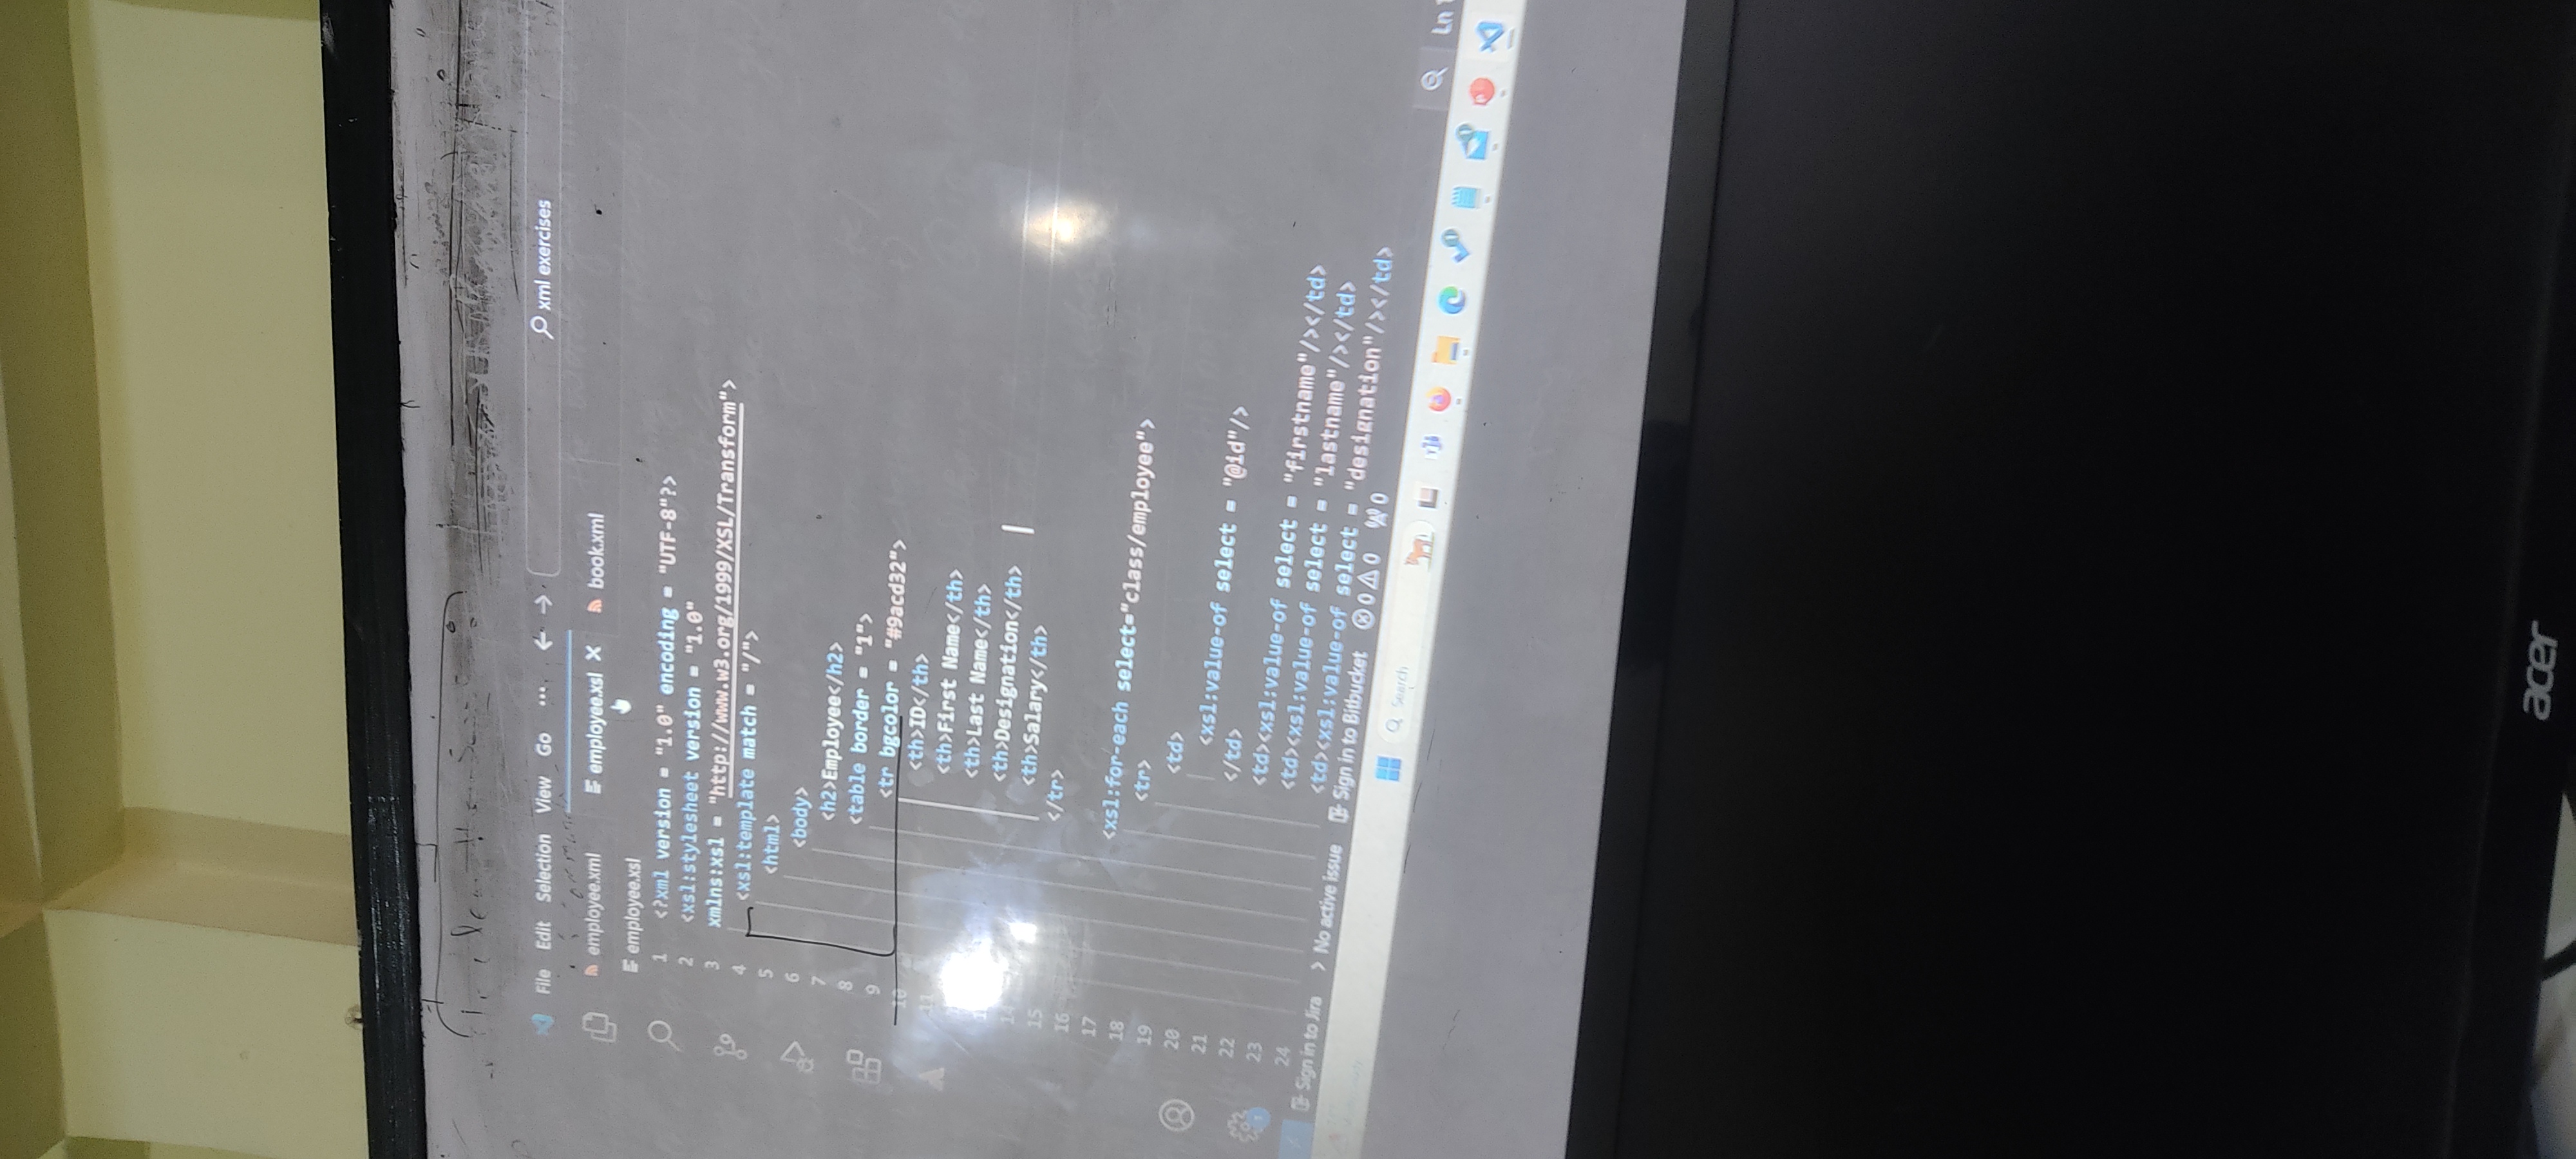 File Edit Selection View Go ... xml exercises
employee.xml employee.xsl book.xml
employee.xsl
1 <?xml version = "1.0" encoding = "UTF-8"?>
2 <xsl:stylesheet version = "1.0"
3 xmlns:xsl = "http://www.w3.org/1999/XSL/Transform">
4 <xsl:template match = "/">
5 <html>
6 <body>
7 <h2>Employee</h2>
8 <table border = "1">
9 <tr bgcolor = "#9acd32">
10 <th>ID</th>
11 <th>First Name</th>
<th>Last Name</th>
<th>Designation</th>
14 <th>Salary</th>
15 </tr>
16
17 <xsl:for-each select="class/employee">
18 <tr>
19 <td>
20 <xsl:value-of select = "@id"/>
21 </td>
22 <td><xsl:value-of select = "firstname"/></td>
23 <td><xsl:value-of select = "lastname"/></td>
24 <td><xsl:value-of select = "designation"/></td>
Sign in to Jira No active issue Sign in to Bitbucket 0 0 0 Ln
Search
acer